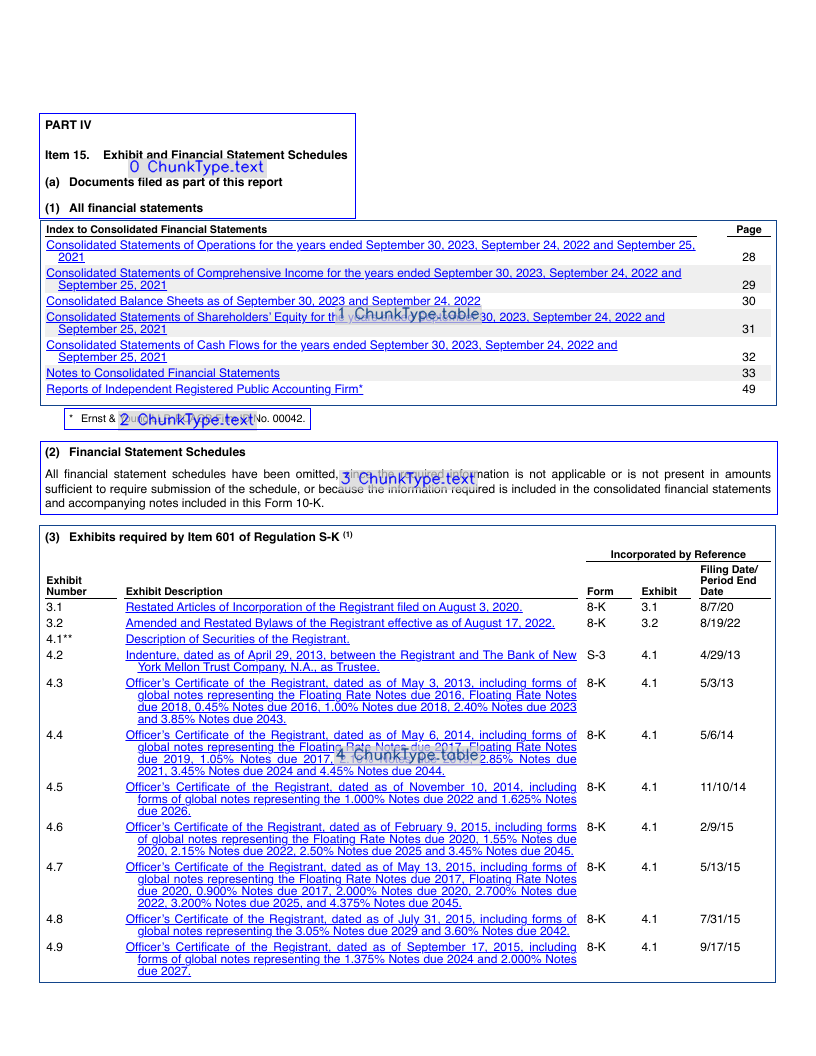 PART IV
Item 15. Exhibit and Financial Statement Schedules
0 ChunkType.text
(a) Documents filed as part of this report
(1) All financial statements
Index to Consolidated Financial Statements Page
Consolidated Statements of Operations for the years ended September 30, 2023, September 24, 2022 and September 25,
2021 28
Consolidated Statements of Comprehensive Income for the years ended September 30, 2023, September 24, 2022 and
September 25, 2021 29
Consolidated Balance Sheets as of September 30, 2023 and September 24, 2022 30
1 ChunkType.table
Consolidated Statements of Shareholders' Equity for the years ended September 30, 2023, September 24, 2022 and
September 25, 2021 31
Consolidated Statements of Cash Flows for the years ended September 30, 2023, September 24, 2022 and
September 25, 2021 32
Notes to Consolidated Financial Statements 33
Reports of Independent Registered Public Accounting Firm* 49
* Ernst & No. 00042.
2 ChunkType.text
(2) Financial Statement Schedules
All financial statement schedules have been omitted, since the required information is not applicable or is not present in amounts
3 ChunkType.text
sufficient to require submission of the schedule, or because the information required is included in the consolidated financial statements
and accompanying notes included in this Form 10-K.
(3) Exhibits required by Item 601 of Regulation S-K (1)
Incorporated by Reference
Exhibit Number Exhibit Description Form Exhibit Filing Date/ Period End Date
3.1 Restated Articles of Incorporation of the Registrant filed on August 3, 2020. 8-K 3.1 8/7/20
3.2 Amended and Restated Bylaws of the Registrant effective as of August 17, 2022. 8-K 3.2 8/19/22
4.1** Description of Securities of the Registrant.
4.2 Indenture, dated as of April 29, 2013, between the Registrant and The Bank of New S-3 4.1 4/29/13
York Mellon Trust Company, N.A., as Trustee.
4.3 Officer's Certificate of the Registrant, dated as of May 3, 2013, including forms of 8-K 4.1 5/3/13
global notes representing the Floating Rate Notes due 2016, Floating Rate Notes
due 2018, 0.45% Notes due 2016, 1.00% Notes due 2018, 2.40% Notes due 2023
and 3.85% Notes due 2043.
4.4 Officer's Certificate of the Registrant, dated as of May 6, 2014, including forms of 8-K 4.1 5/6/14
global notes representing the Floating Rate Notes due 2017, Floating Rate Notes
4 ChunkType.table
due 2019, 1.05% Notes due 2017, 2.85% Notes due
2021, 3.45% Notes due 2024 and 4.45% Notes due 2044.
4.5 Officer's Certificate of the Registrant, dated as of November 10, 2014, including 8-K 4.1 11/10/14
forms of global notes representing the 1.000% Notes due 2022 and 1.625% Notes
due 2026.
4.6 Officer's Certificate of the Registrant, dated as of February 9, 2015, including forms 8-K 4.1 2/9/15
of global notes representing the Floating Rate Notes due 2020, 1.55% Notes due
2020, 2.15% Notes due 2022, 2.50% Notes due 2025 and 3.45% Notes due 2045.
4.7 Officer's Certificate of the Registrant, dated as of May 13, 2015, including forms of 8-K 4.1 5/13/15
global notes representing the Floating Rate Notes due 2017, Floating Rate Notes
due 2020, 0.900% Notes due 2017, 2.000% Notes due 2020, 2.700% Notes due
2022, 3.200% Notes due 2025, and 4.375% Notes due 2045.
4.8 Officer's Certificate of the Registrant, dated as of July 31, 2015, including forms of 8-K 4.1 7/31/15
global notes representing the 3.05% Notes due 2029 and 3.60% Notes due 2042.
4.9 Officer's Certificate of the Registrant, dated as of September 17, 2015, including 8-K 4.1 9/17/15
forms of global notes representing the 1.375% Notes due 2024 and 2.000% Notes
due 2027.